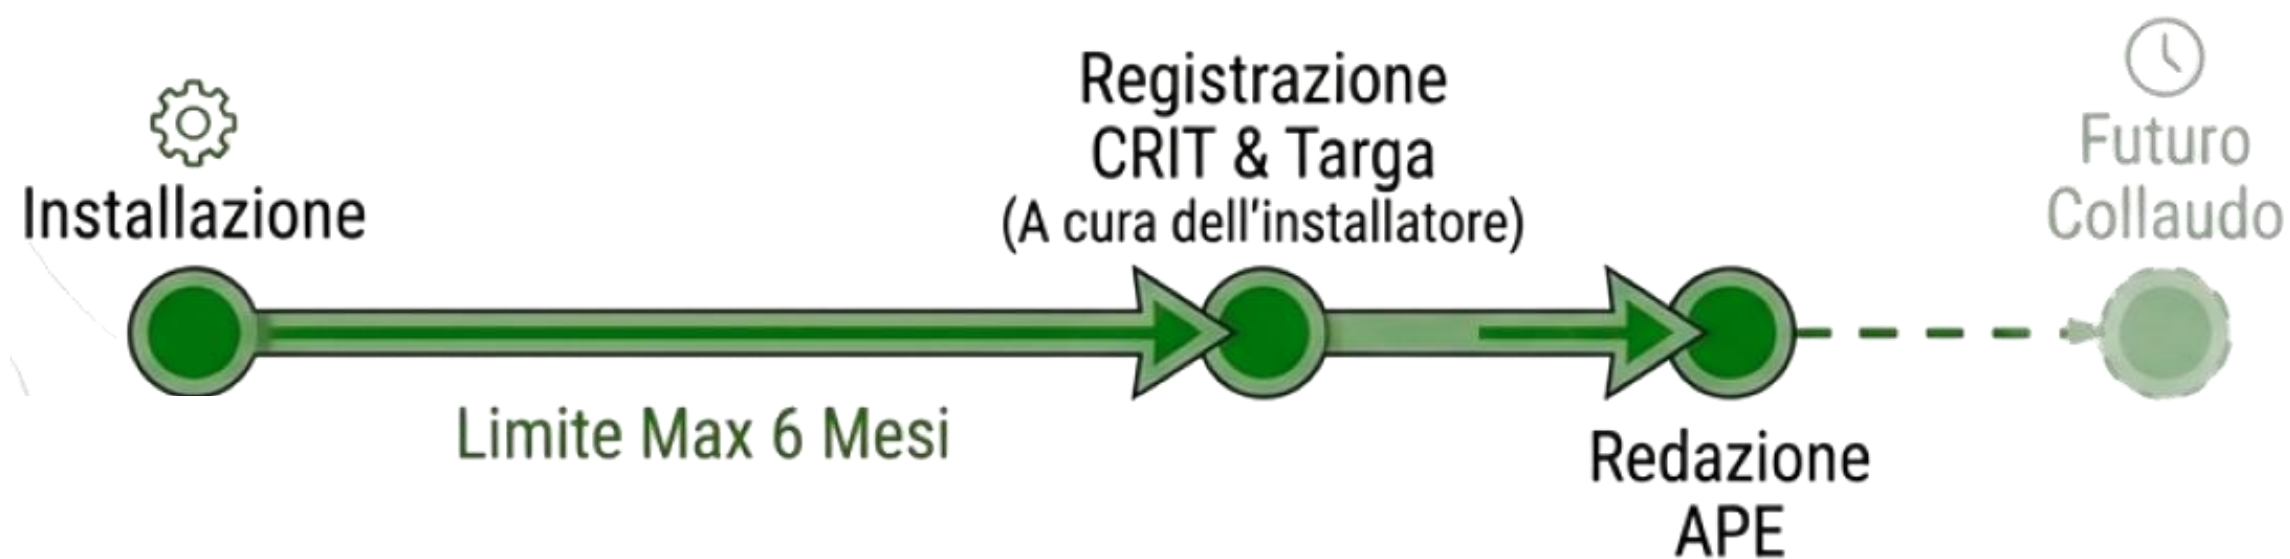 Installazione
Limite Max 6 Mesi
Registrazione
CRIT & Targa
(A cura dell'installatore)
Redazione
APE
Futuro
Collaudo